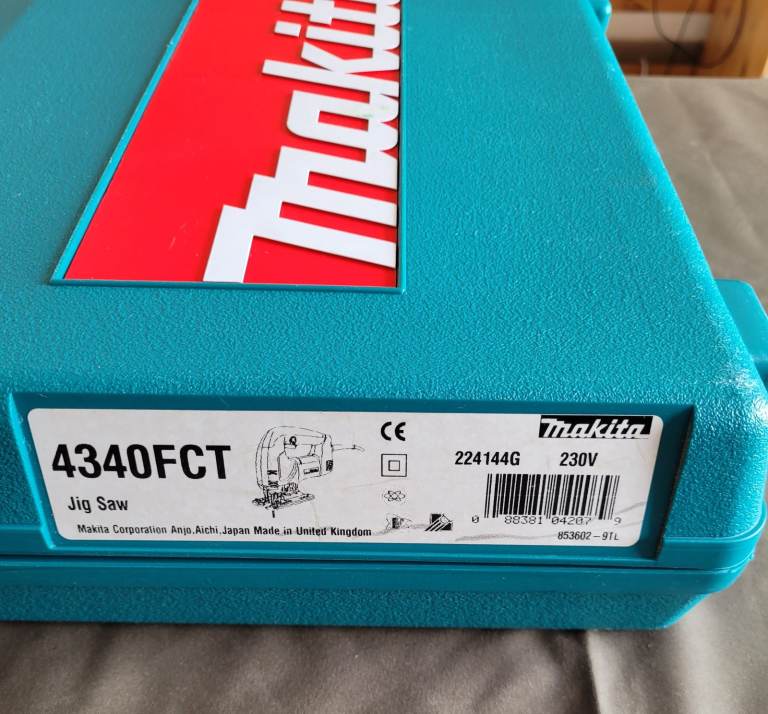 makita
4340FCT
Jig Saw
Makita Corporation Anjo,Aichi,Japan Made in United Kingdom
CE
makita
224144G 230V
0 88381 04207 9
853602-9TL